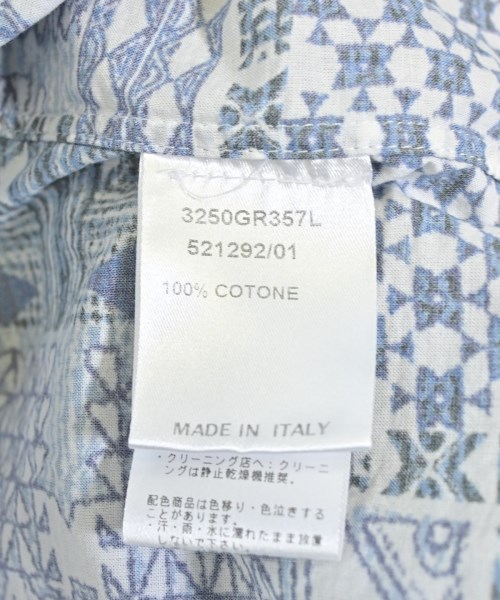 3250GR357L
521292/01
100% COTONE
MADE IN ITALY
・クリーニング店へ:クリーニ
ングは静止乾燥機推奨。
配色商品は色移り・色泣きする
ことがあります。
・汗・雨・水に濡れたまま放置
しないで下さい。